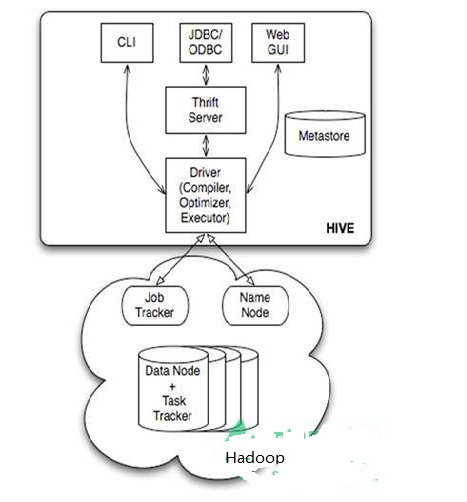 CLI
JDBC/
ODBC
Web
GUI
Thrift
Server
Metastore
Driver
(Compiler,
Optimizer,
Executor)
HIVE
Job
Tracker
Name
Node
Data Node
+
Task
Tracker
Hadoop